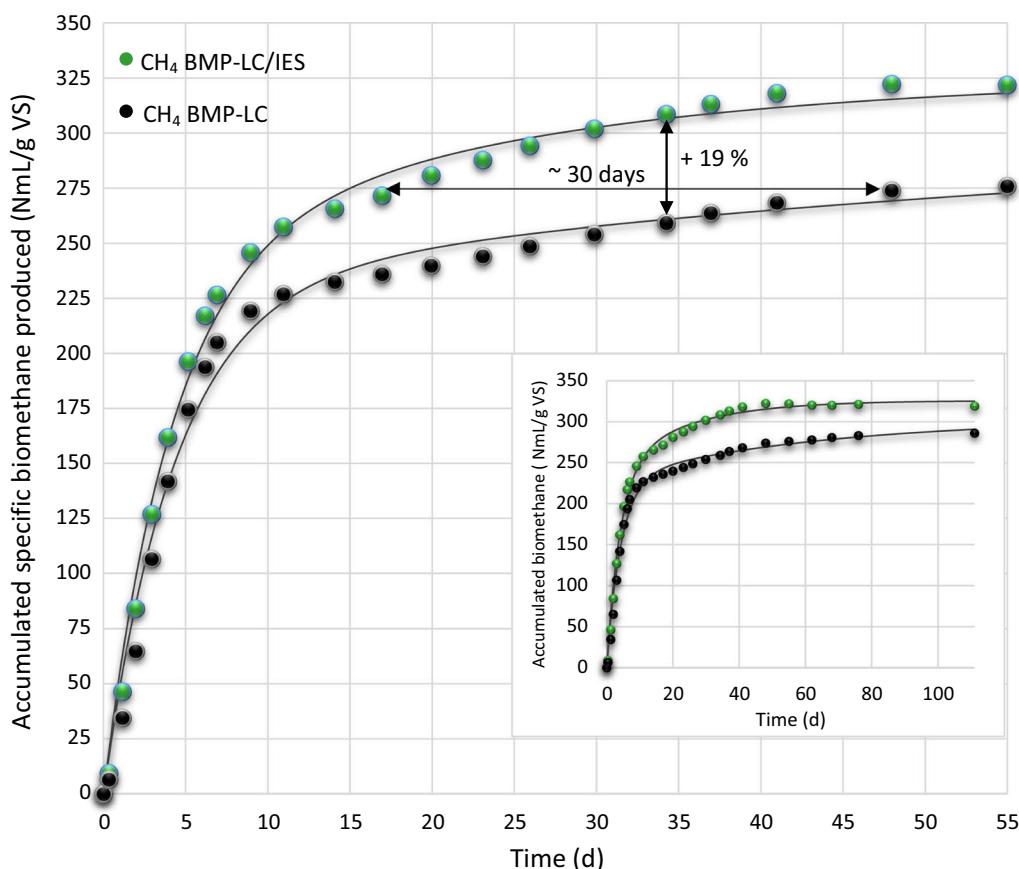 Accumulated specific biomethane produced (NmL/g VS)
350
325
300
275
250
225
200
175
150
125
100
75
50
25
0
CH₄ BMP-LC/IES
CH₄ BMP-LC
+ 19 %
~ 30 days
0 5 10 15 20 25 30 35 40 45 50 55
Time (d)
Accumulated biomethane ( NmL/g VS)
350
300
250
200
150
100
50
0
0 20 40 60 80 100
Time (d)